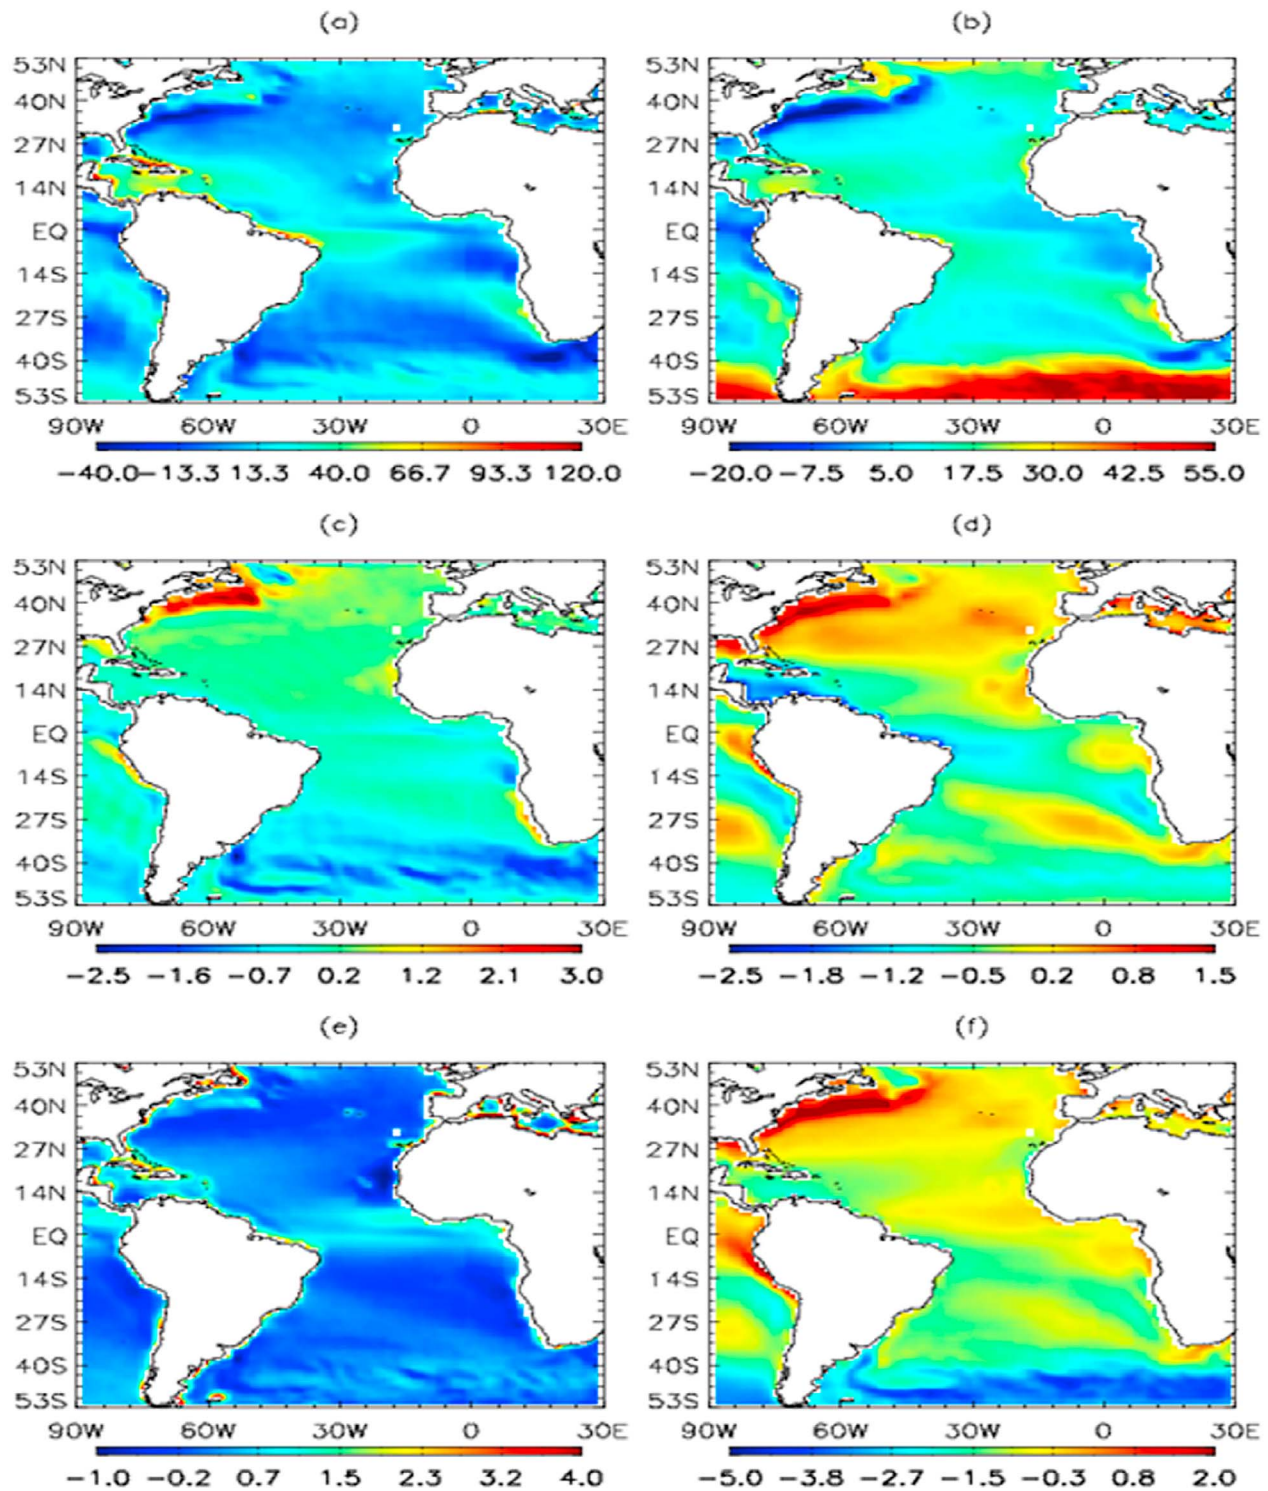 (a) (b)
53N 53N
40N 40N
27N 27N
14N 14N
EQ EQ
14S 14S
27S 27S
40S 40S
53S 53S
90W 60W 30W 0 30E 90W 60W 30W 0 30E
−40.0−13.3 13.3 40.0 66.7 93.3 120.0 −20.0 −7.5 5.0 17.5 30.0 42.5 55.0
(c) (d)
53N 53N
40N 40N
27N 27N
14N 14N
EQ EQ
14S 14S
27S 27S
40S 40S
53S 53S
90W 60W 30W 0 30E 90W 60W 30W 0 30E
−2.5 −1.6 −0.7 0.2 1.2 2.1 3.0 −2.5 −1.8 −1.2 −0.5 0.2 0.8 1.5
(e) (f)
53N 53N
40N 40N
27N 27N
14N 14N
EQ EQ
14S 14S
27S 27S
40S 40S
53S 53S
90W 60W 30W 0 30E 90W 60W 30W 0 30E
−1.0 −0.2 0.7 1.5 2.3 3.2 4.0 −5.0 −3.8 −2.7 −1.5 −0.3 0.8 2.0